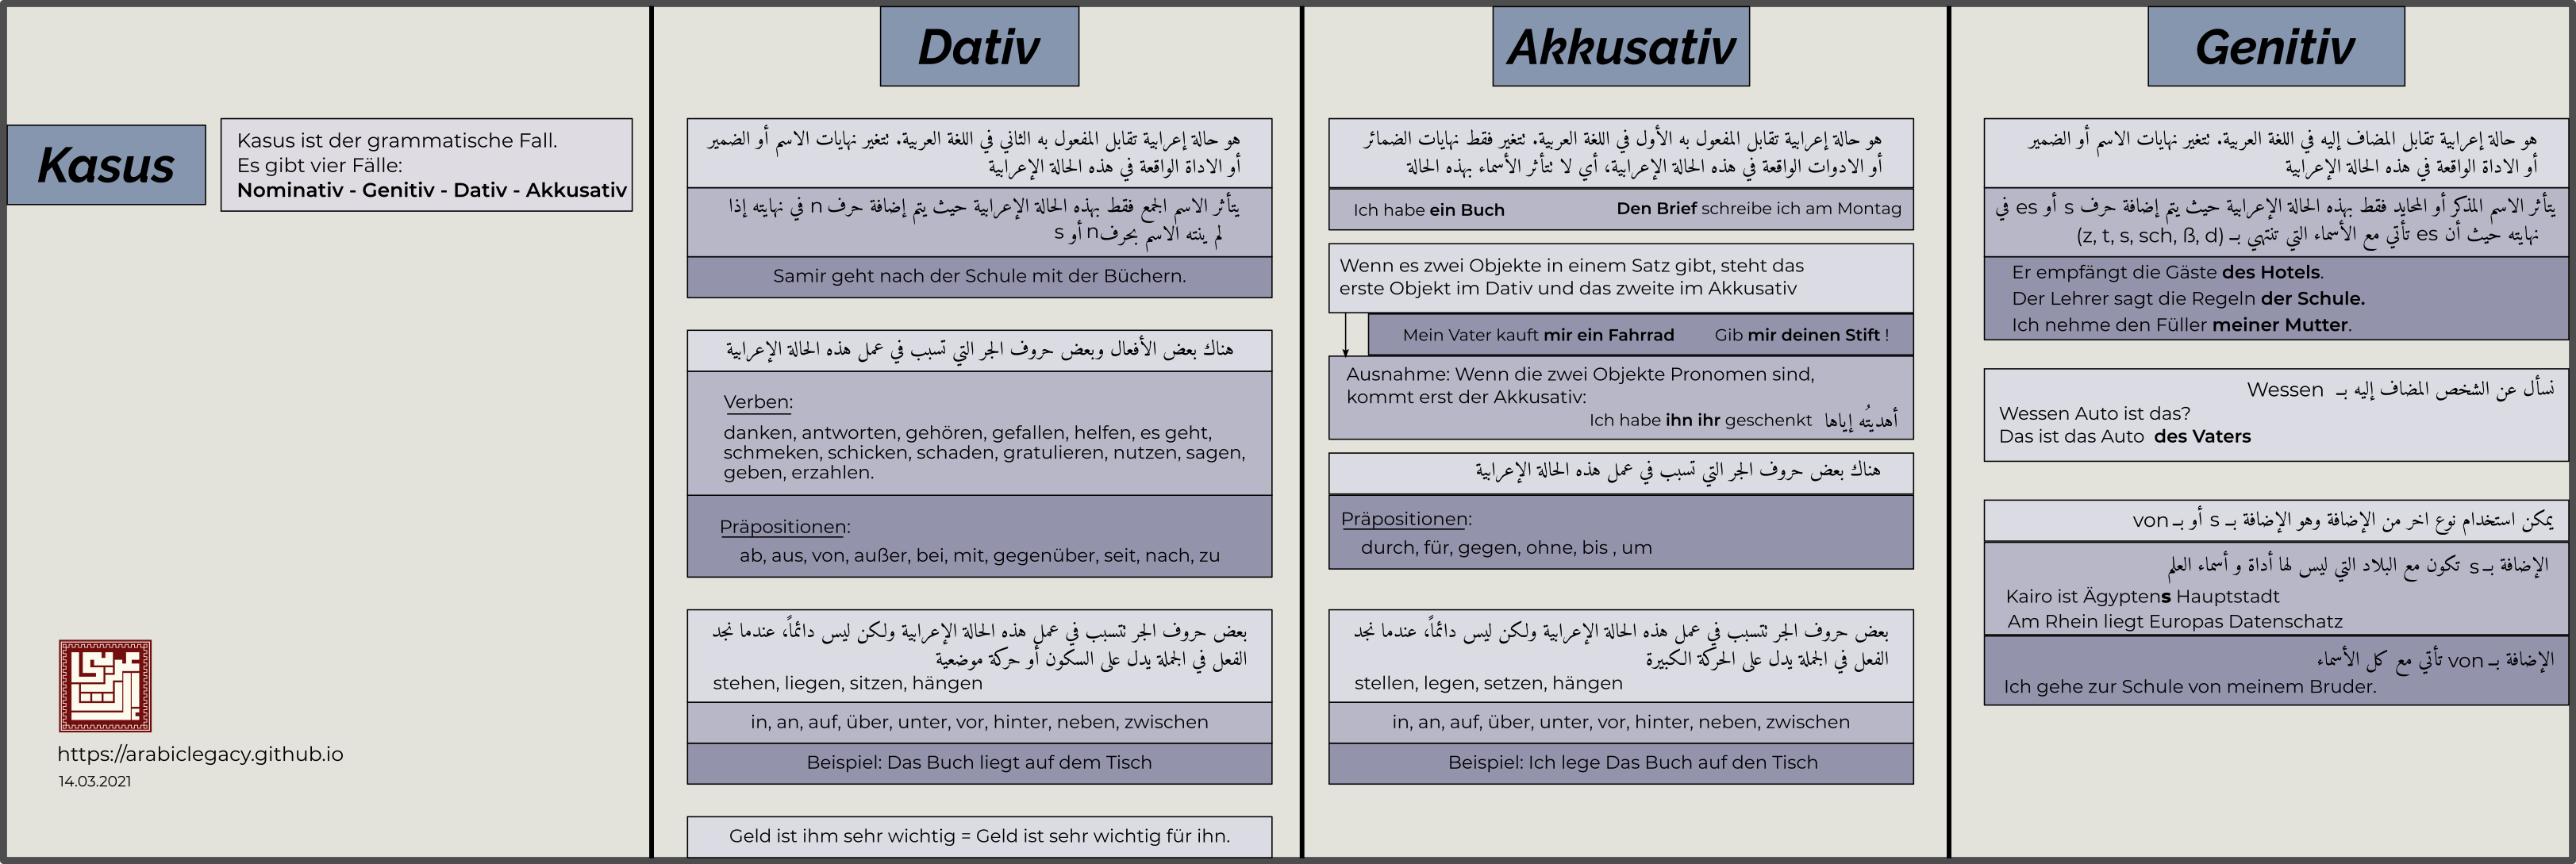 Kasus
Kasus ist der grammatische Fall.
Es gibt vier Fälle:
Nominativ - Genitiv - Dativ - Akkusativ
https://arabiclegacy.github.io
14.03.2021
Dativ
هو حالة إعرابية تقابل المفعول به الثاني في اللغة العربية. تتغير نهايات الاسم أو الضمير
أو الاداة الواقعة في هذه الحالة الإعرابية
يتأثر الاسم الجمع فقط بهذه الحالة الإعرابية حيث يتم إضافة حرف n في نهايته إذا
لم ينته الاسم بحرف n أو s
Samir geht nach der Schule mit der Büchern.
هناك بعض الأفعال وبعض حروف الجر التي تسبب في عمل هذه الحالة الإعرابية
Verben:
danken, antworten, gehören, gefallen, helfen, es geht,
schmeken, schicken, schaden, gratulieren, nutzen, sagen,
geben, erzahlen.
Präpositionen:
ab, aus, von, außer, bei, mit, gegenüber, seit, nach, zu
بعض حروف الجر تتسبب في عمل هذه الحالة الإعرابية ولكن ليس دائماً، عندما نجد
الفعل في الجملة يدل على السكون أو حركة موضعية
stehen, liegen, sitzen, hängen
in, an, auf, über, unter, vor, hinter, neben, zwischen
Beispiel: Das Buch liegt auf dem Tisch
Geld ist ihm sehr wichtig = Geld ist sehr wichtig für ihn.
Akkusativ
هو حالة إعرابية تقابل المفعول به الأول في اللغة العربية. تتغير فقط نهايات الضمائر
أو الادوات الواقعة في هذه الحالة الإعرابية، أي لا تتأثر الأسماء بهذه الحالة
Ich habe ein Buch
Den Brief schreibe ich am Montag
Wenn es zwei Objekte in einem Satz gibt, steht das
erste Objekt im Dativ und das zweite im Akkusativ
Mein Vater kauft mir ein Fahrrad
Gib mir deinen Stift !
Ausnahme: Wenn die zwei Objekte Pronomen sind,
kommt erst der Akkusativ:
Ich habe ihn ihr geschenkt أهديتُه إياها
هناك بعض حروف الجر التي تسبب في عمل هذه الحالة الإعرابية
Präpositionen:
durch, für, gegen, ohne, bis , um
بعض حروف الجر تتسبب في عمل هذه الحالة الإعرابية ولكن ليس دائماً، عندما نجد
الفعل في الجملة يدل على الحركة الكبيرة
stellen, legen, setzen, hängen
in, an, auf, über, unter, vor, hinter, neben, zwischen
Beispiel: Ich lege Das Buch auf den Tisch
Genitiv
هو حالة إعرابية تقابل المضاف إليه في اللغة العربية. تتغير نهايات الاسم أو الضمير
أو الاداة الواقعة في هذه الحالة الإعرابية
يتأثر الاسم المذكر أو المحايد فقط بهذه الحالة الإعرابية حيث يتم إضافة حرف s أو es في
نهايته حيث أن es تأتي مع الأسماء التي تنتهي بـ (z, t, s, sch, ß, d)
Er empfängt die Gäste des Hotels.
Der Lehrer sagt die Regeln der Schule.
Ich nehme den Füller meiner Mutter.
نسأل عن الشخص المضاف إليه بـ Wessen
Wessen Auto ist das?
Das ist das Auto des Vaters
يمكن استخدام نوع اخر من الإضافة وهو الإضافة بـ s أو بـ von
الإضافة بـ s تكون مع البلاد التي ليس لها أداة و أسماء العلم
Kairo ist Ägyptens Hauptstadt
Am Rhein liegt Europas Datenschatz
الإضافة بـ von تأتي مع كل الأسماء
Ich gehe zur Schule von meinem Bruder.